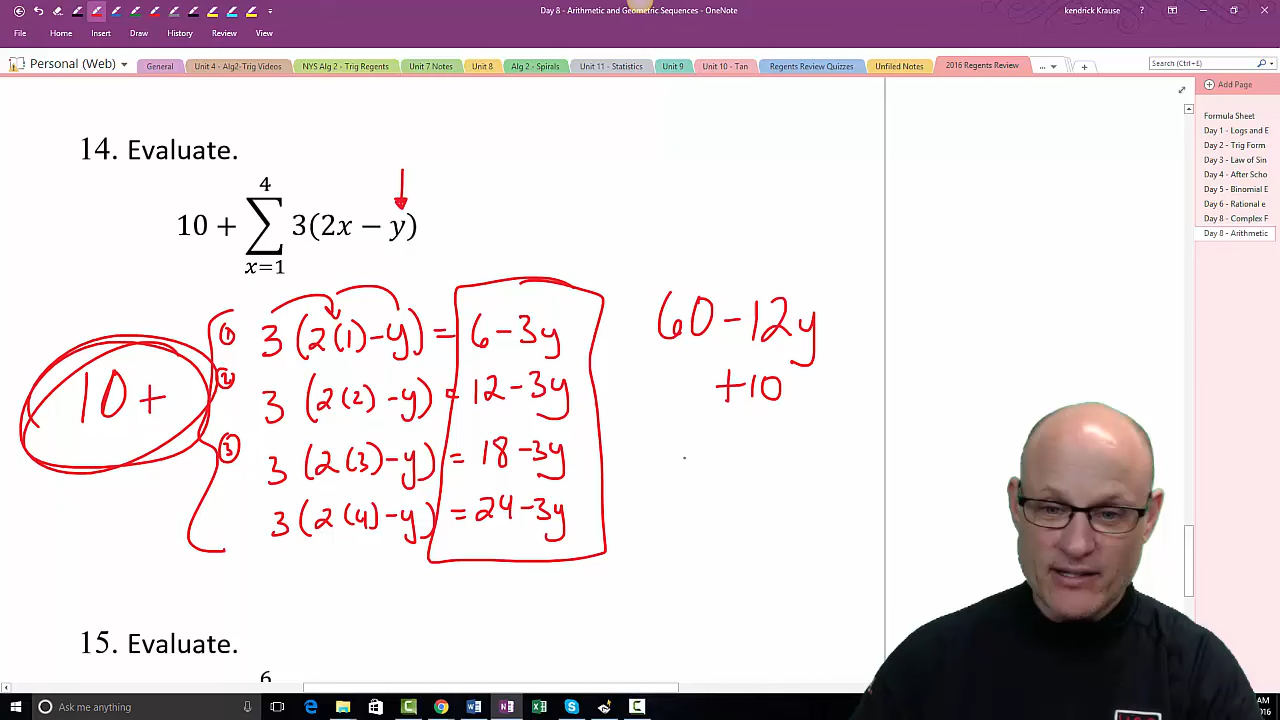 Day 8 - Arithmetic and Geometric Sequences - OneNote
kendrick Krause
File Home Insert Draw History Review View
Personal (Web)
General
Unit 4 - Alg2-Trig Videos
NYS Alg 2 - Trig Regents
Unit 7 Notes
Unit 8
Alg 2 - Spirals
Unit 11 - Statistics
Unit 9
Unit 10 - Tan
Regents Review Quizzes
Unfiled Notes
2016 Regents Review
...
Search (Ctrl+E)
Add Page
Formula Sheet
Day 1 - Logs and E
Day 2 - Trig Form
Day 3 - Law of Sin
Day 4 - After Scho
Day 5 - Binomial E
Day 6 - Rational e
Day 8 - Complex F
Day 8 - Arithmetic
14. Evaluate.
4
10 + ∑ 3(2x − y)
x=1
10 +
① 3 (2(1) - y) = 6 - 3y
② 3 (2(2) - y) = 12 - 3y
③ 3 (2(3) - y) = 18 - 3y
3 (2(4) - y) = 24 - 3y
60 - 12y
+10
15. Evaluate.
6
Ask me anything
AM